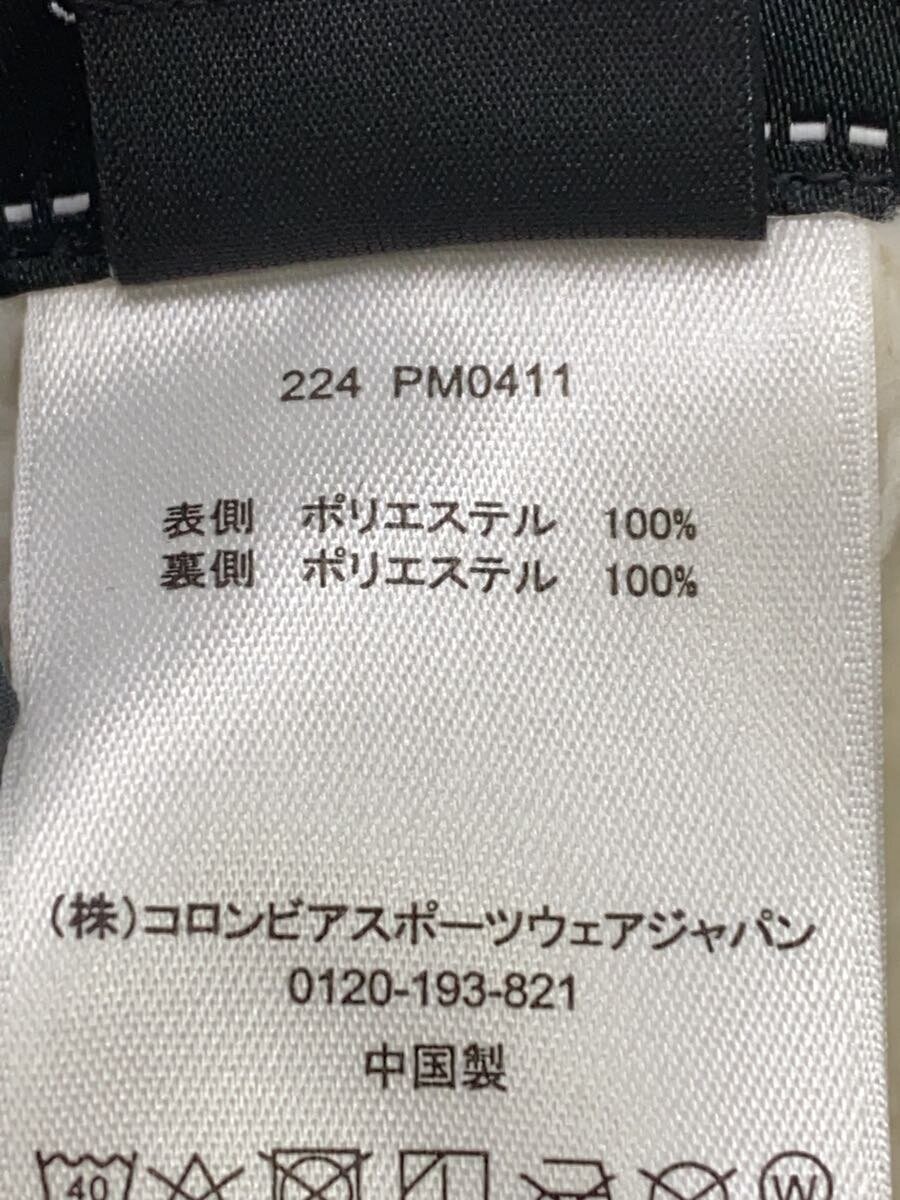 224 PM0411
表側 ポリエステル 100%
裏側 ポリエステル 100%
(株)コロンビアスポーツウェアジャパン
0120-193-821
中国製
40 W